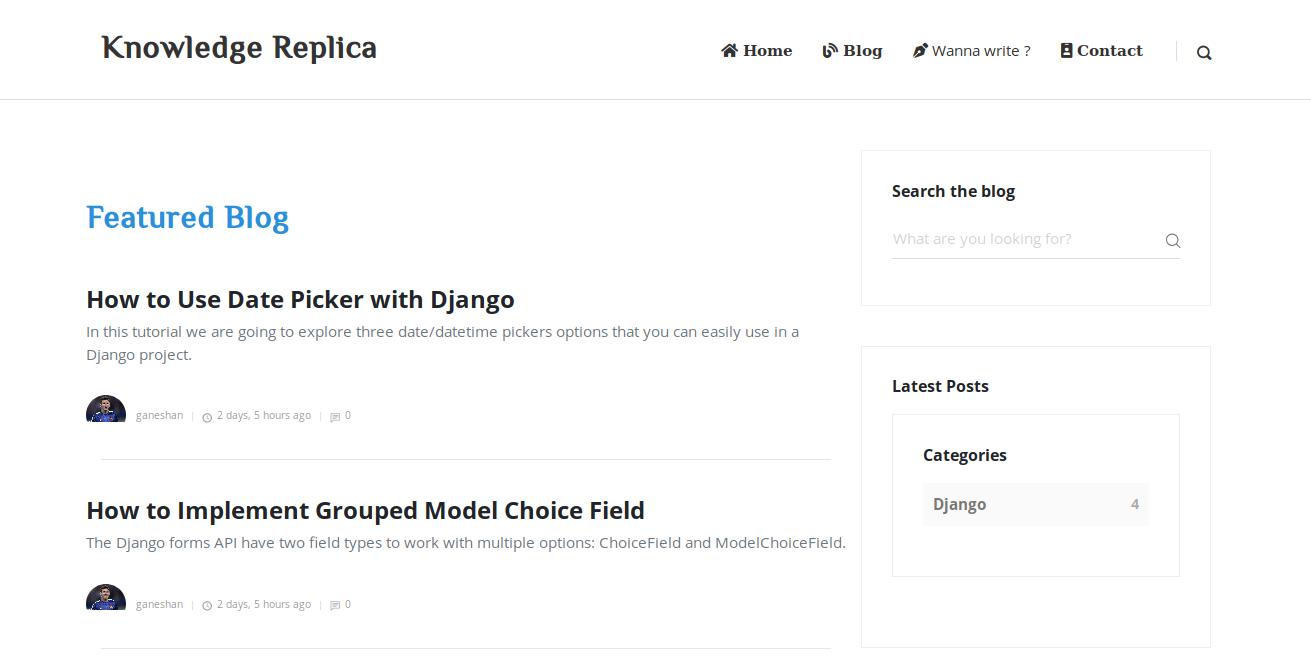 Knowledge Replica
Home Blog Wanna write ? Contact
Featured Blog
How to Use Date Picker with Django
In this tutorial we are going to explore three date/datetime pickers options that you can easily use in a
Django project.
ganeshan 2 days, 5 hours ago 0
How to Implement Grouped Model Choice Field
The Django forms API have two field types to work with multiple options: ChoiceField and ModelChoiceField.
ganeshan 2 days, 5 hours ago 0
Search the blog
What are you looking for?
Latest Posts
Categories
Django 4